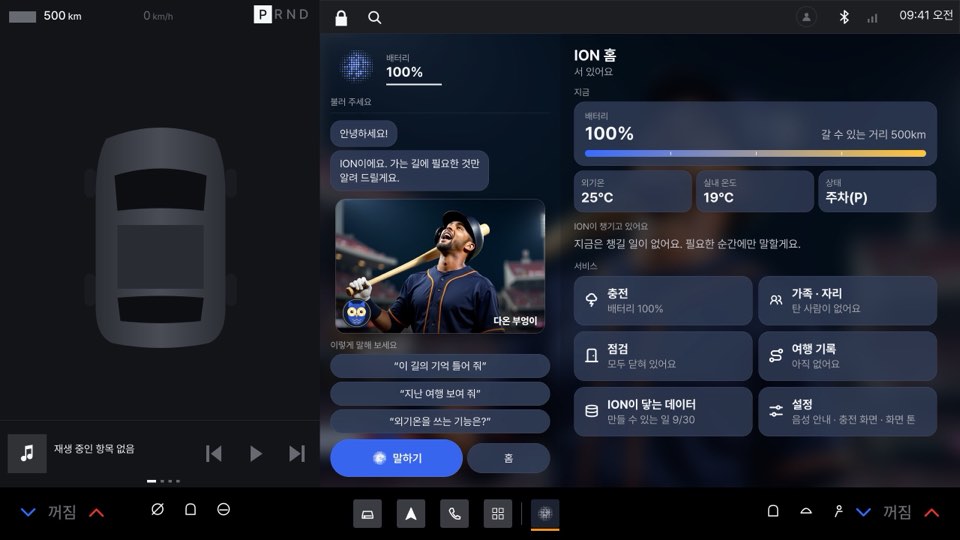 500 km
0 km/h
P R N D
09:41 오전
배터리
100%
불러 주세요
안녕하세요!
ION이에요. 가는 길에 필요한 것만
알려 드릴게요.
다온 부엉이
이렇게 말해 보세요
“이 길의 기억 틀어 줘”
“지난 여행 보여 줘”
“외기온을 쓰는 기능은?”
말하기
홈
ION 홈
서 있어요
지금
배터리
100%
갈 수 있는 거리 500km
외기온
25°C
실내 온도
19°C
상태
주차(P)
ION이 챙기고 있어요
지금은 챙길 일이 없어요. 필요한 순간에만 말할게요.
서비스
충전
배터리 100%
가족 · 자리
탄 사람이 없어요
점검
모두 닫혀 있어요
여행 기록
아직 없어요
ION이 닿는 데이터
만들 수 있는 일 9/30
설정
음성 안내 · 충전 화면 · 화면 톤
재생 중인 항목 없음
꺼짐
꺼짐